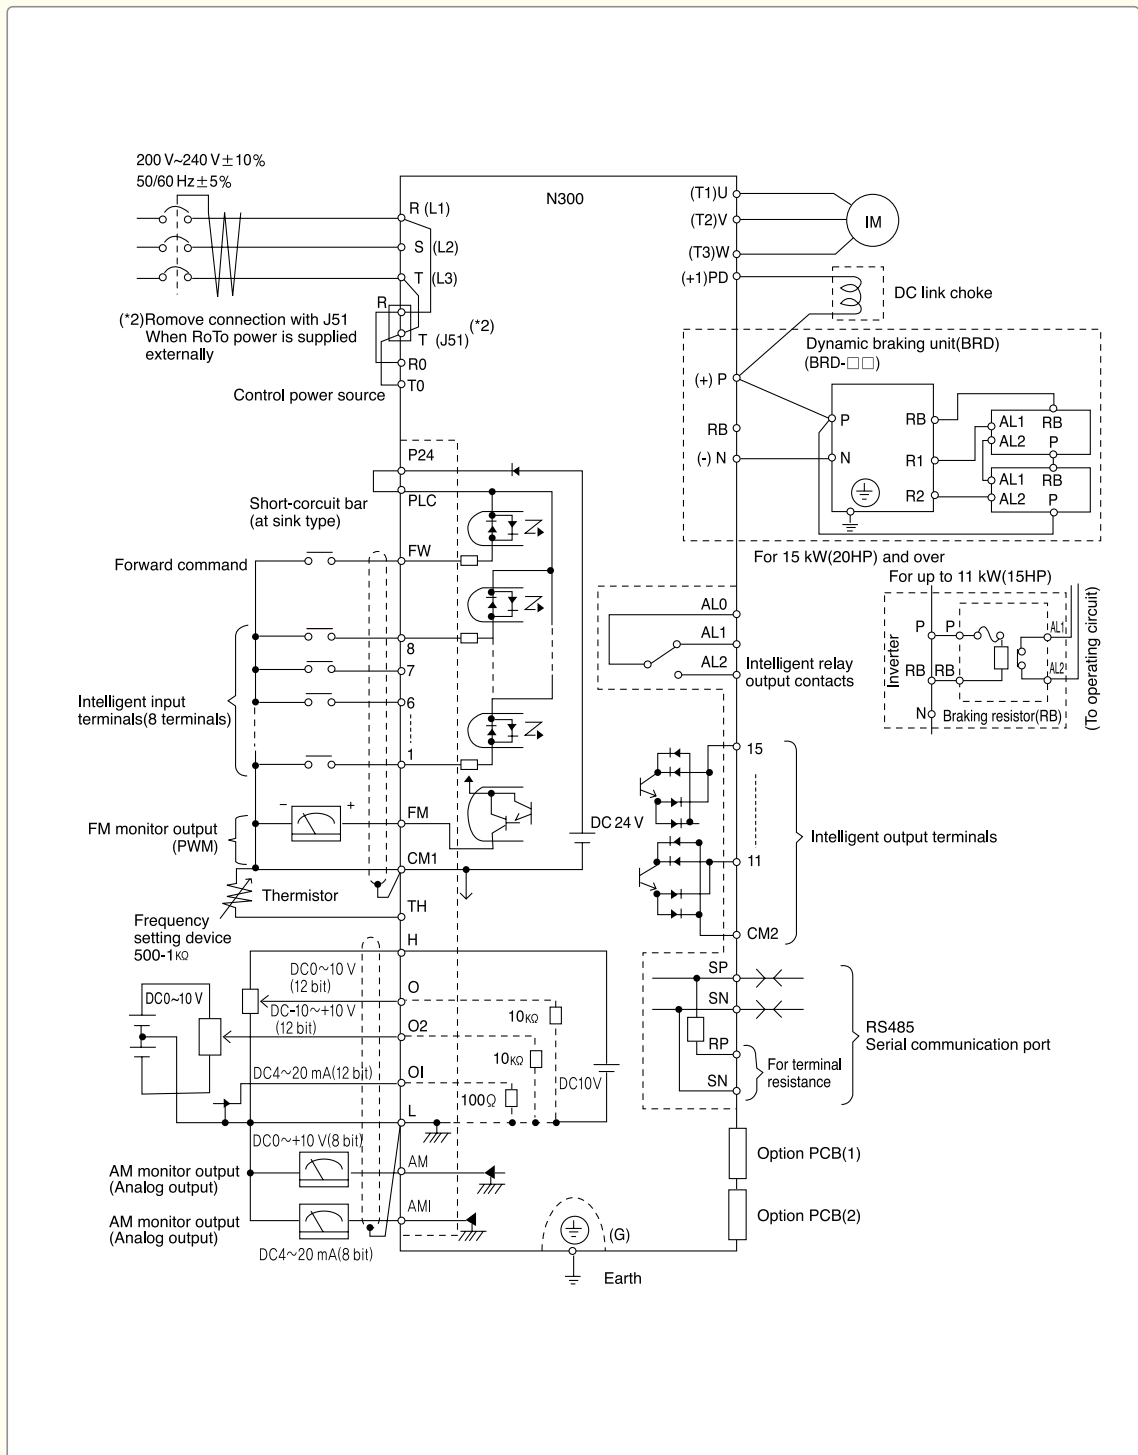 200 V~240 V±10%
50/60 Hz±5%
N300
R (L1)
S (L2)
T (L3)
R
T (J51) (*2)
R0
T0
(*2)Romove connection with J51
When RoTo power is supplied
externally
Control power source
(T1)U
(T2)V
(T3)W
(+1)PD
IM
DC link choke
Dynamic braking unit(BRD)
(BRD-□□)
(+) P
RB
(-) N
P
N
RB
R1
R2
AL1 RB
AL2 P
AL1 RB
AL2 P
For 15 kW(20HP) and over
For up to 11 kW(15HP)
Inverter
P P
RB RB
N
AL1
AL2
Braking resistor(RB)
(To operating circuit)
P24
PLC
Short-corcuit bar
(at sink type)
Forward command
FW
8
7
6
1
Intelligent input
terminals(8 terminals)
FM monitor output
(PWM)
− +
FM
CM1
DC 24 V
Thermistor
TH
Frequency
setting device
500-1KΩ
AL0
AL1
AL2
Intelligent relay
output contacts
15
11
CM2
Intelligent output terminals
H
DC0~10 V
(12 bit)
O
DC-10~+10 V
(12 bit)
O2
DC0~10 V
DC4~20 mA(12 bit)
OI
L
10KΩ
10KΩ
100Ω
DC10V
DC0~+10 V(8 bit)
AM monitor output
(Analog output)
AM
AM monitor output
(Analog output)
AMI
DC4~20 mA(8 bit)
SP
SN
RP
SN
For terminal
resistance
RS485
Serial communication port
Option PCB(1)
Option PCB(2)
(G)
Earth